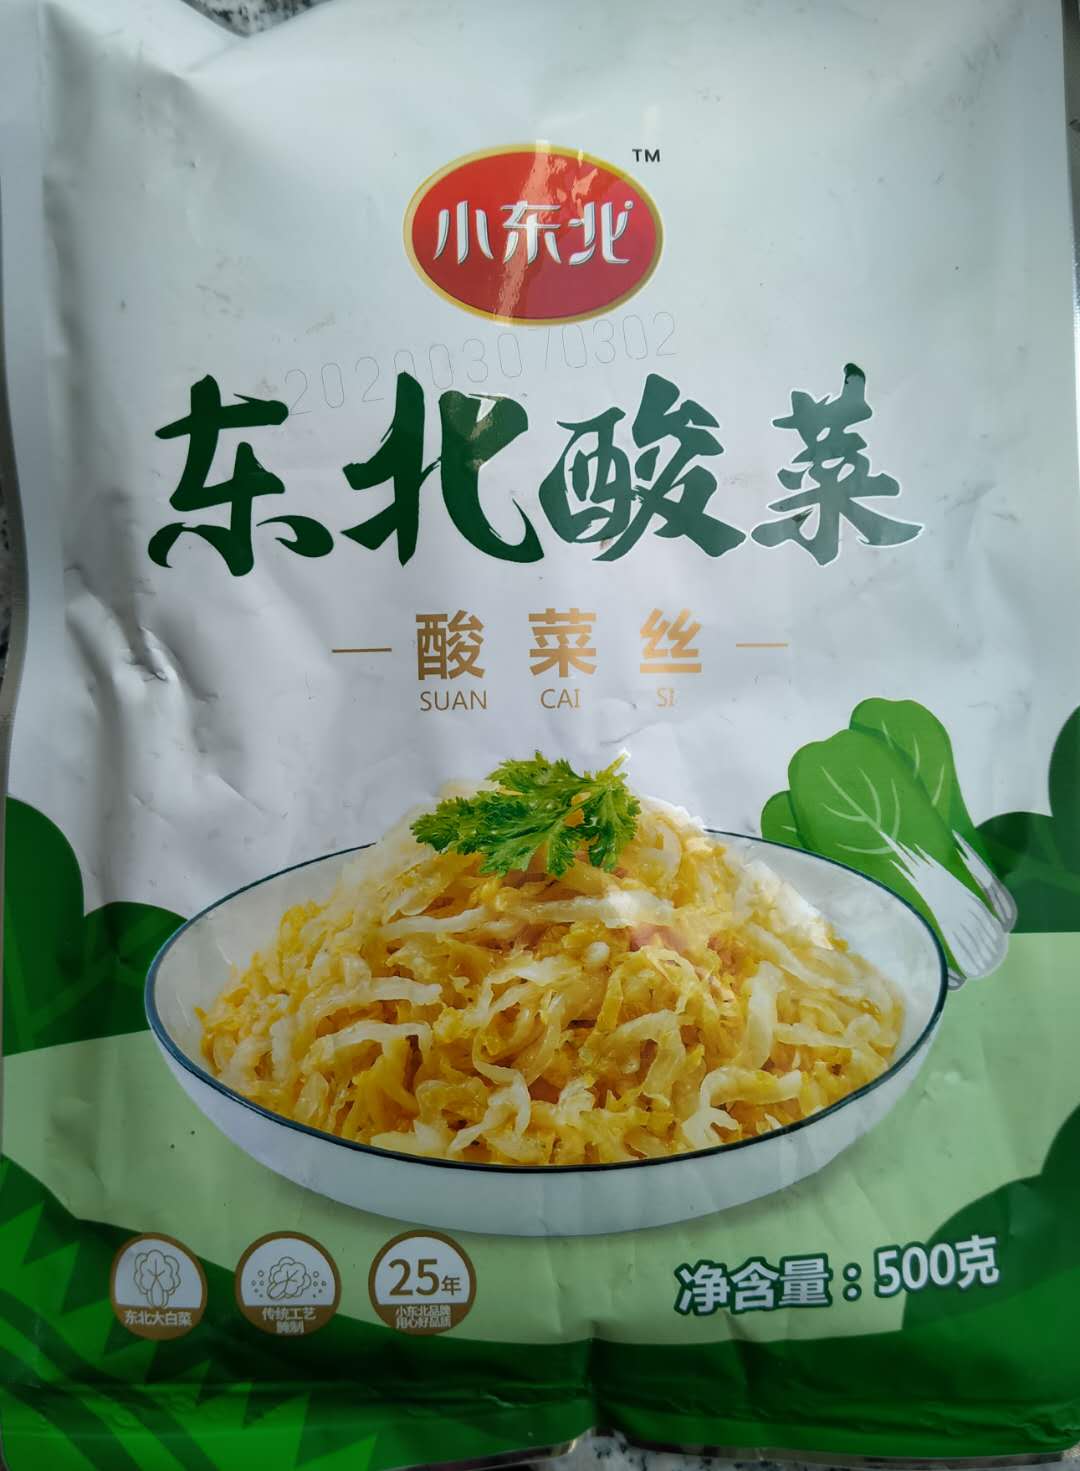 小东北
TM
202003070302
东北酸菜
酸菜丝
SUAN CAI SI
东北大白菜
传统工艺
腌制
25年
小东北品牌
用心好品质
净含量：500克